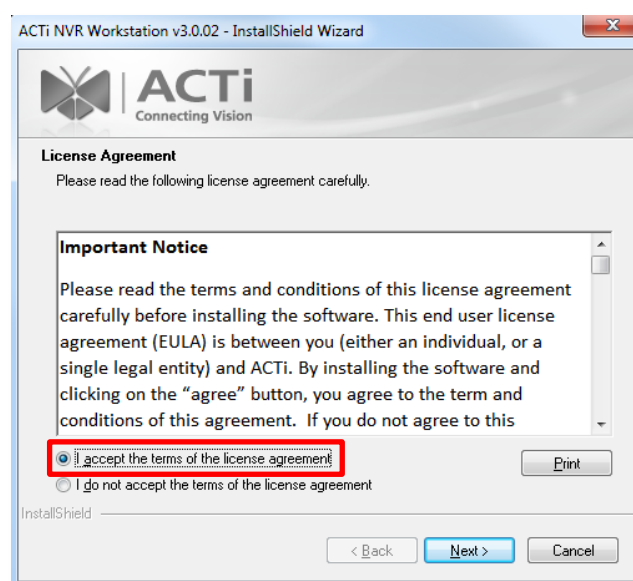 ACTi NVR Workstation v3.0.02 - InstallShield Wizard
ACTi
Connecting Vision
License Agreement
Please read the following license agreement carefully.
Important Notice
Please read the terms and conditions of this license agreement
carefully before installing the software. This end user license
agreement (EULA) is between you (either an individual, or a
single legal entity) and ACTi. By installing the software and
clicking on the “agree” button, you agree to the term and
conditions of this agreement.  If you do not agree to this
I accept the terms of the license agreement
Print
I do not accept the terms of the license agreement
InstallShield
< Back Next > Cancel